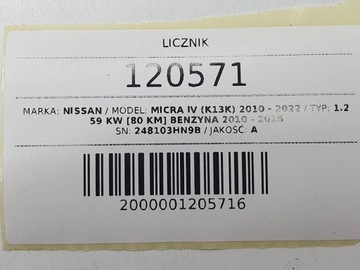 LICZNIK
120571
MARKA: NISSAN / MODEL: MICRA IV (K13K) 2010 - 2022 / TYP: 1.2
59 KW [80 KM] BENZYNA 2010 - 2015
SN: 248103HN9B / JAKOŚĆ: A
2000001205716